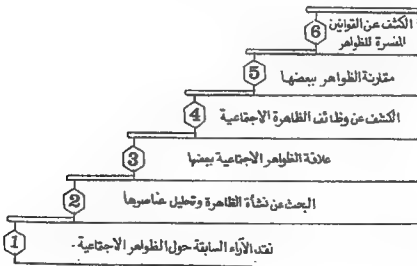 6 الكشف عن القوانين
المفسرة للظواهر
5 مقارنة الظواهر ببعضها
4 الكشف عن وظائف الظاهرة الاجتماعية
3 علاقة الظواهر الاجتماعية ببعضها
2 البحث عن نشأة الظاهرة وتحليل عناصرها
1 نقد الآراء السابقة حول الظواهر الاجتماعية .